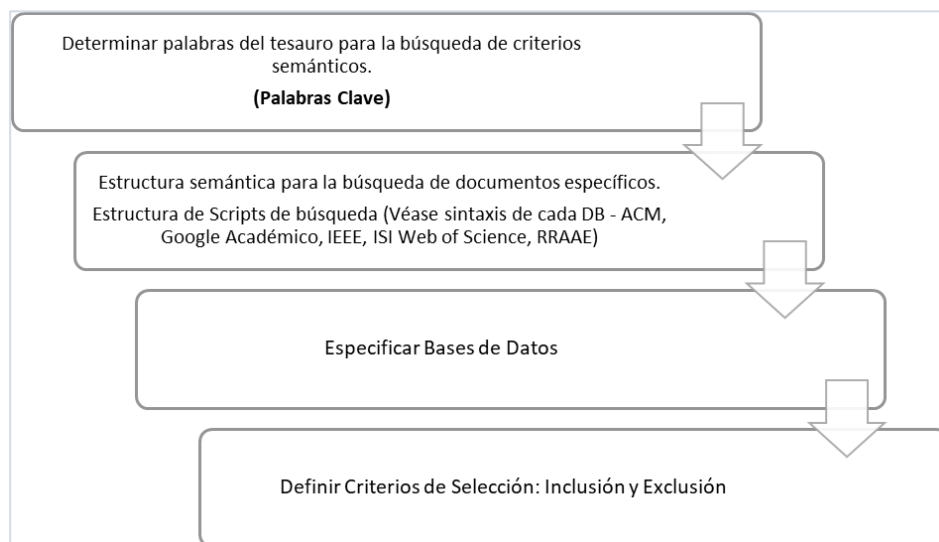 Determinar palabras del tesauro para la búsqueda de criterios
semánticos.
(Palabras Clave)
Estructura semántica para la búsqueda de documentos específicos.
Estructura de Scripts de búsqueda (Véase sintaxis de cada DB - ACM,
Google Académico, IEEE, ISI Web of Science, RRAAE)
Especificar Bases de Datos
Definir Criterios de Selección: Inclusión y Exclusión